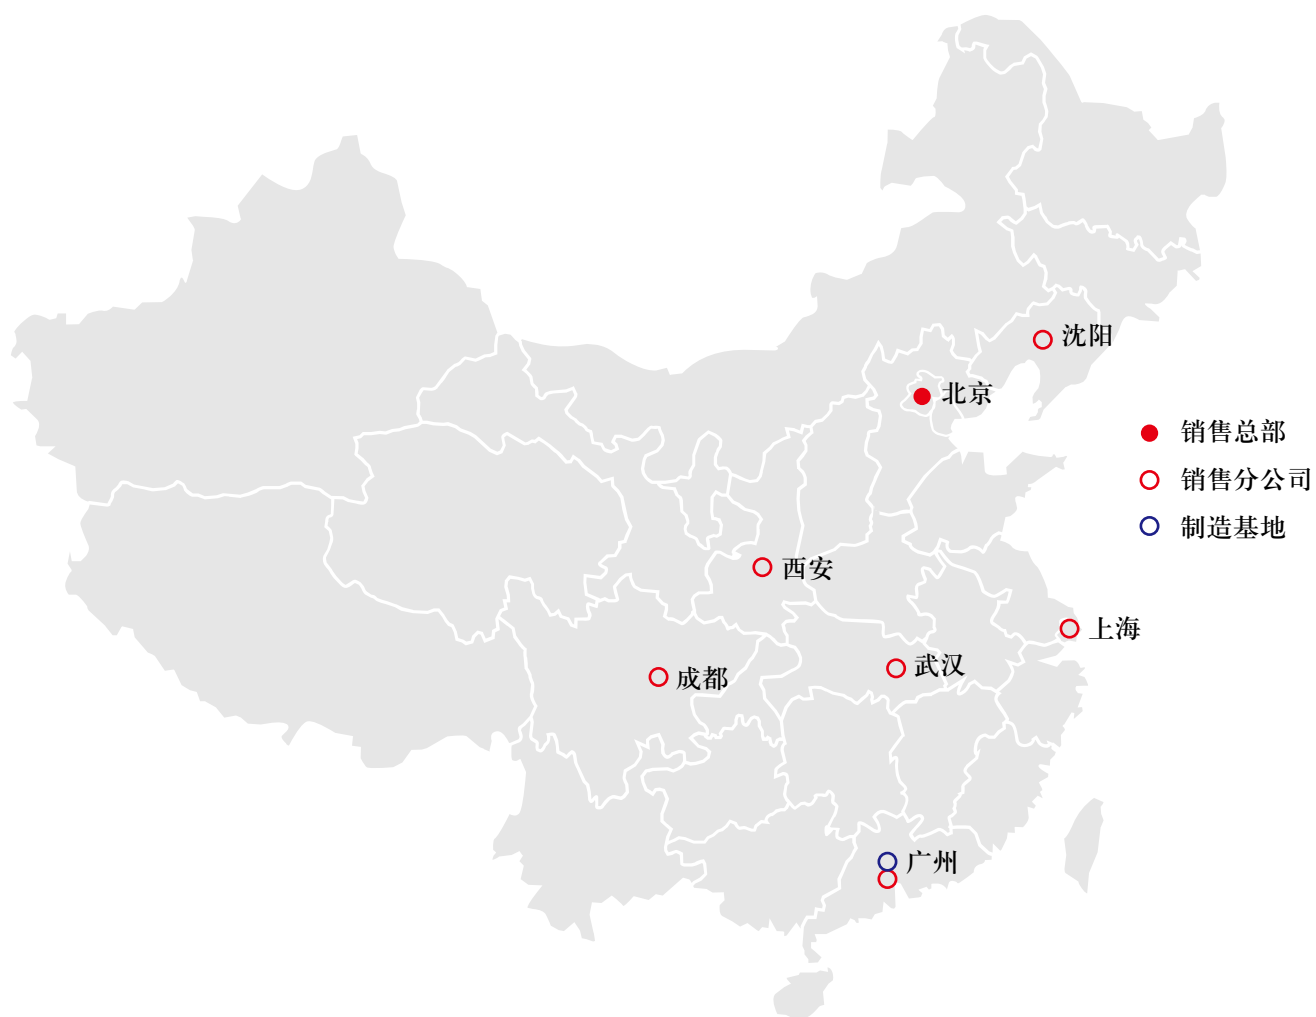 沈阳
北京
销售总部
销售分公司
制造基地
西安
上海
武汉
成都
广州